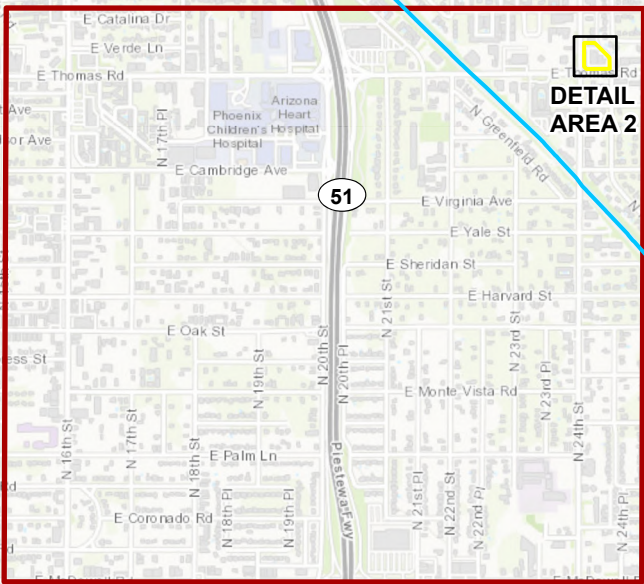 E Catalina Dr
E Verde Ln
E Thomas Rd
E Thomas Rd
DETAIL
AREA 2
Phoenix
Children's
Hospital
Arizona
Heart
Hospital
N 17th Pl
N Greenfield Rd
E Cambridge Ave
51
E Virginia Ave
E Yale St
E Sheridan St
E Harvard St
E Oak St
N 21st St
N 23rd St
N 20th St
N 20th Pl
N 19th St
E Monte Vista Rd
N 23rd Pl
N 24th St
N 16th St
N 17th St
N 18th St
E Palm Ln
Piestewa Fwy
N 18th Pl
N 19th Pl
E Coronado Rd
N 21st Pl
N 22nd St
N 22nd Pl
N 24th Pl